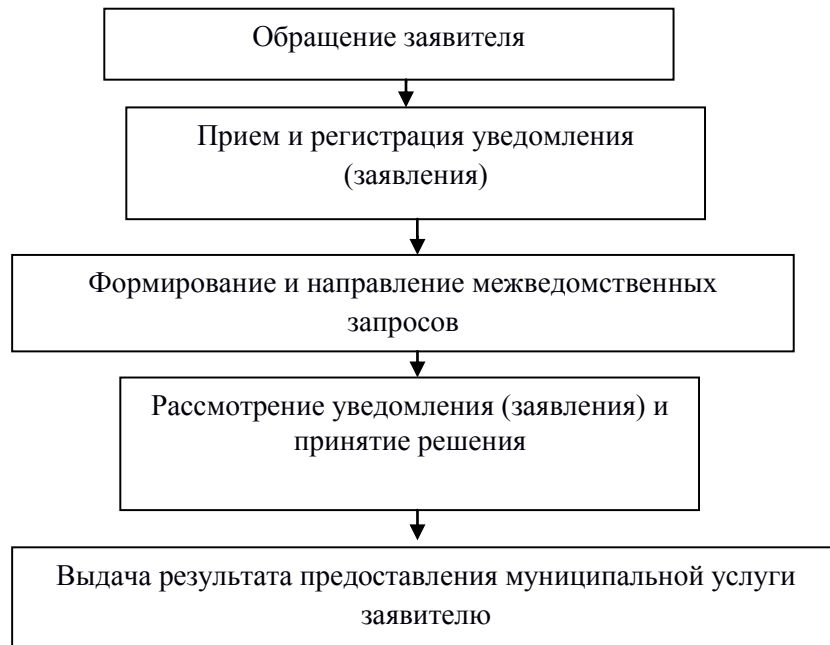 Обращение заявителя
Прием и регистрация уведомления
(заявления)
Формирование и направление межведомственных
запросов
Рассмотрение уведомления (заявления) и
принятие решения
Выдача результата предоставления муниципальной услуги
заявителю